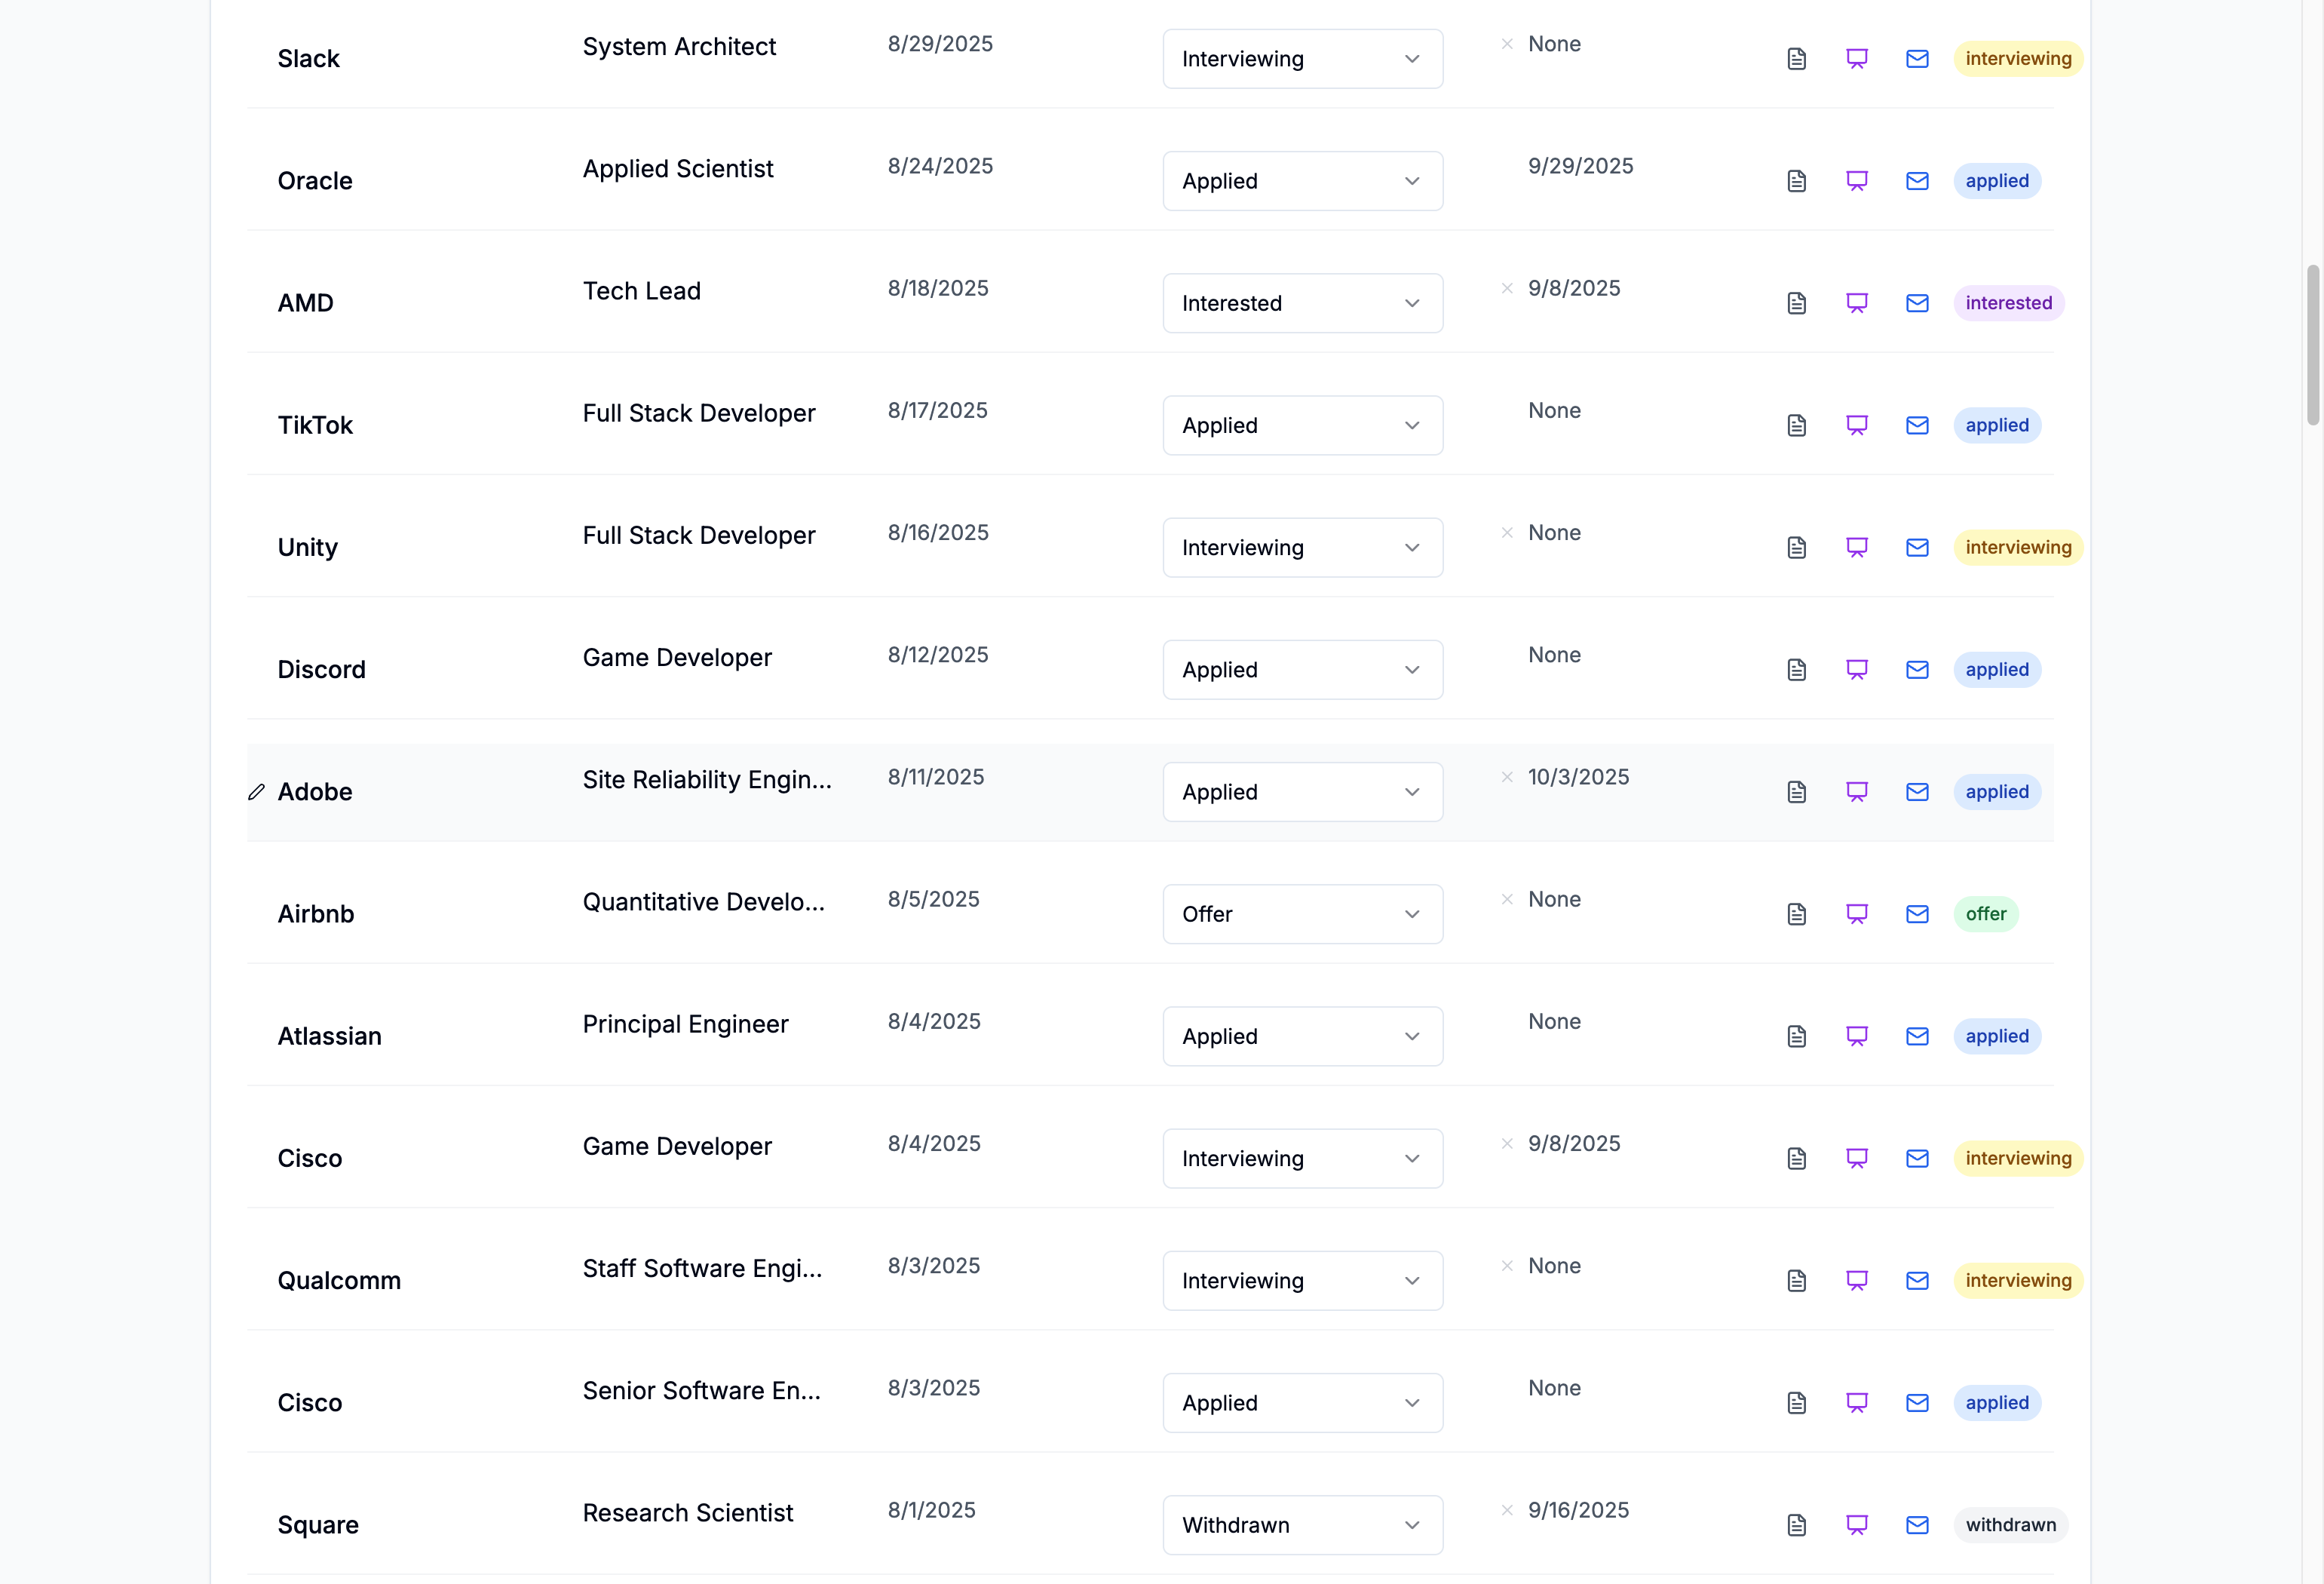 Slack System Architect 8/29/2025 Interviewing None interviewing
Oracle Applied Scientist 8/24/2025 Applied 9/29/2025 applied
AMD Tech Lead 8/18/2025 Interested 9/8/2025 interested
TikTok Full Stack Developer 8/17/2025 Applied None applied
Unity Full Stack Developer 8/16/2025 Interviewing None interviewing
Discord Game Developer 8/12/2025 Applied None applied
Adobe Site Reliability Engin... 8/11/2025 Applied 10/3/2025 applied
Airbnb Quantitative Develo... 8/5/2025 Offer None offer
Atlassian Principal Engineer 8/4/2025 Applied None applied
Cisco Game Developer 8/4/2025 Interviewing 9/8/2025 interviewing
Qualcomm Staff Software Engi... 8/3/2025 Interviewing None interviewing
Cisco Senior Software En... 8/3/2025 Applied None applied
Square Research Scientist 8/1/2025 Withdrawn 9/16/2025 withdrawn